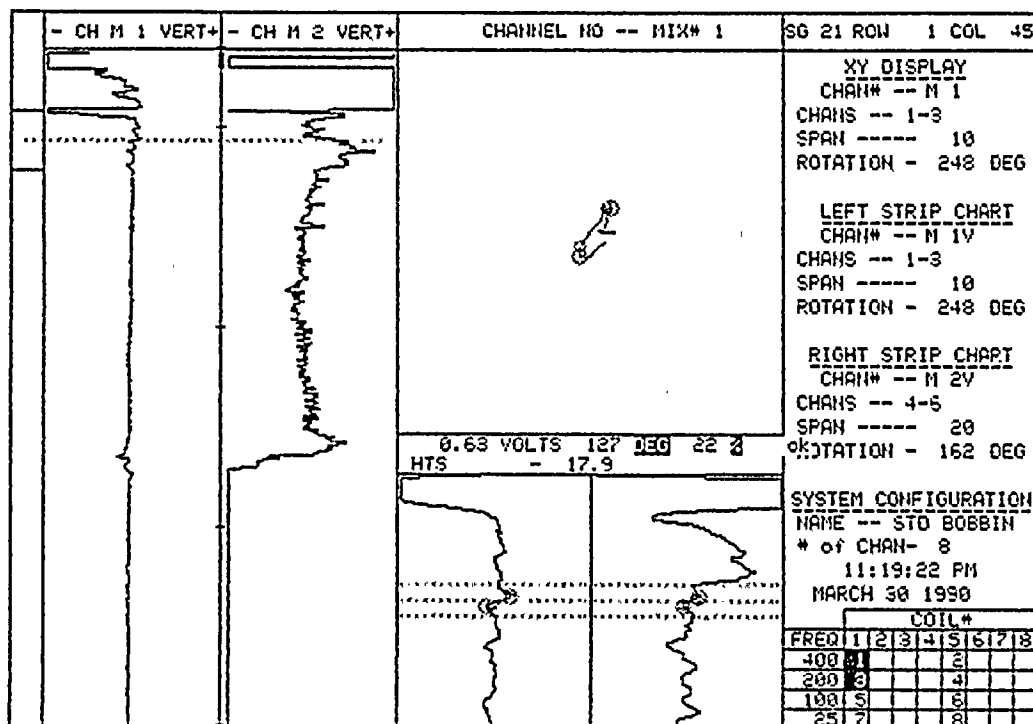 - CH M 1 VERT+
- CH M 2 VERT+
CHANNEL NO -- MIX# 1
SG 21 ROW 1 COL 45
XY DISPLAY
CHAN# -- M 1
CHANS -- 1-3
SPAN ----- 10
ROTATION - 248 DEG
LEFT STRIP CHART
CHAN# -- M 1V
CHANS -- 1-3
SPAN ----- 10
ROTATION - 248 DEG
RIGHT STRIP CHART
CHAN# -- M 2V
CHANS -- 4-6
SPAN ----- 20
ROTATION - 162 DEG
0.63 VOLTS 127 DEG 22 % ok
HTS - 17.9
SYSTEM CONFIGURATION
NAME -- STD BOBBIN
# of CHAN- 8
11:19:22 PM
MARCH 30 1990
COIL#
FREQ 1 2 3 4 5 6 7 8
400 1 2
200 3 4
100 5 6
25 7 8